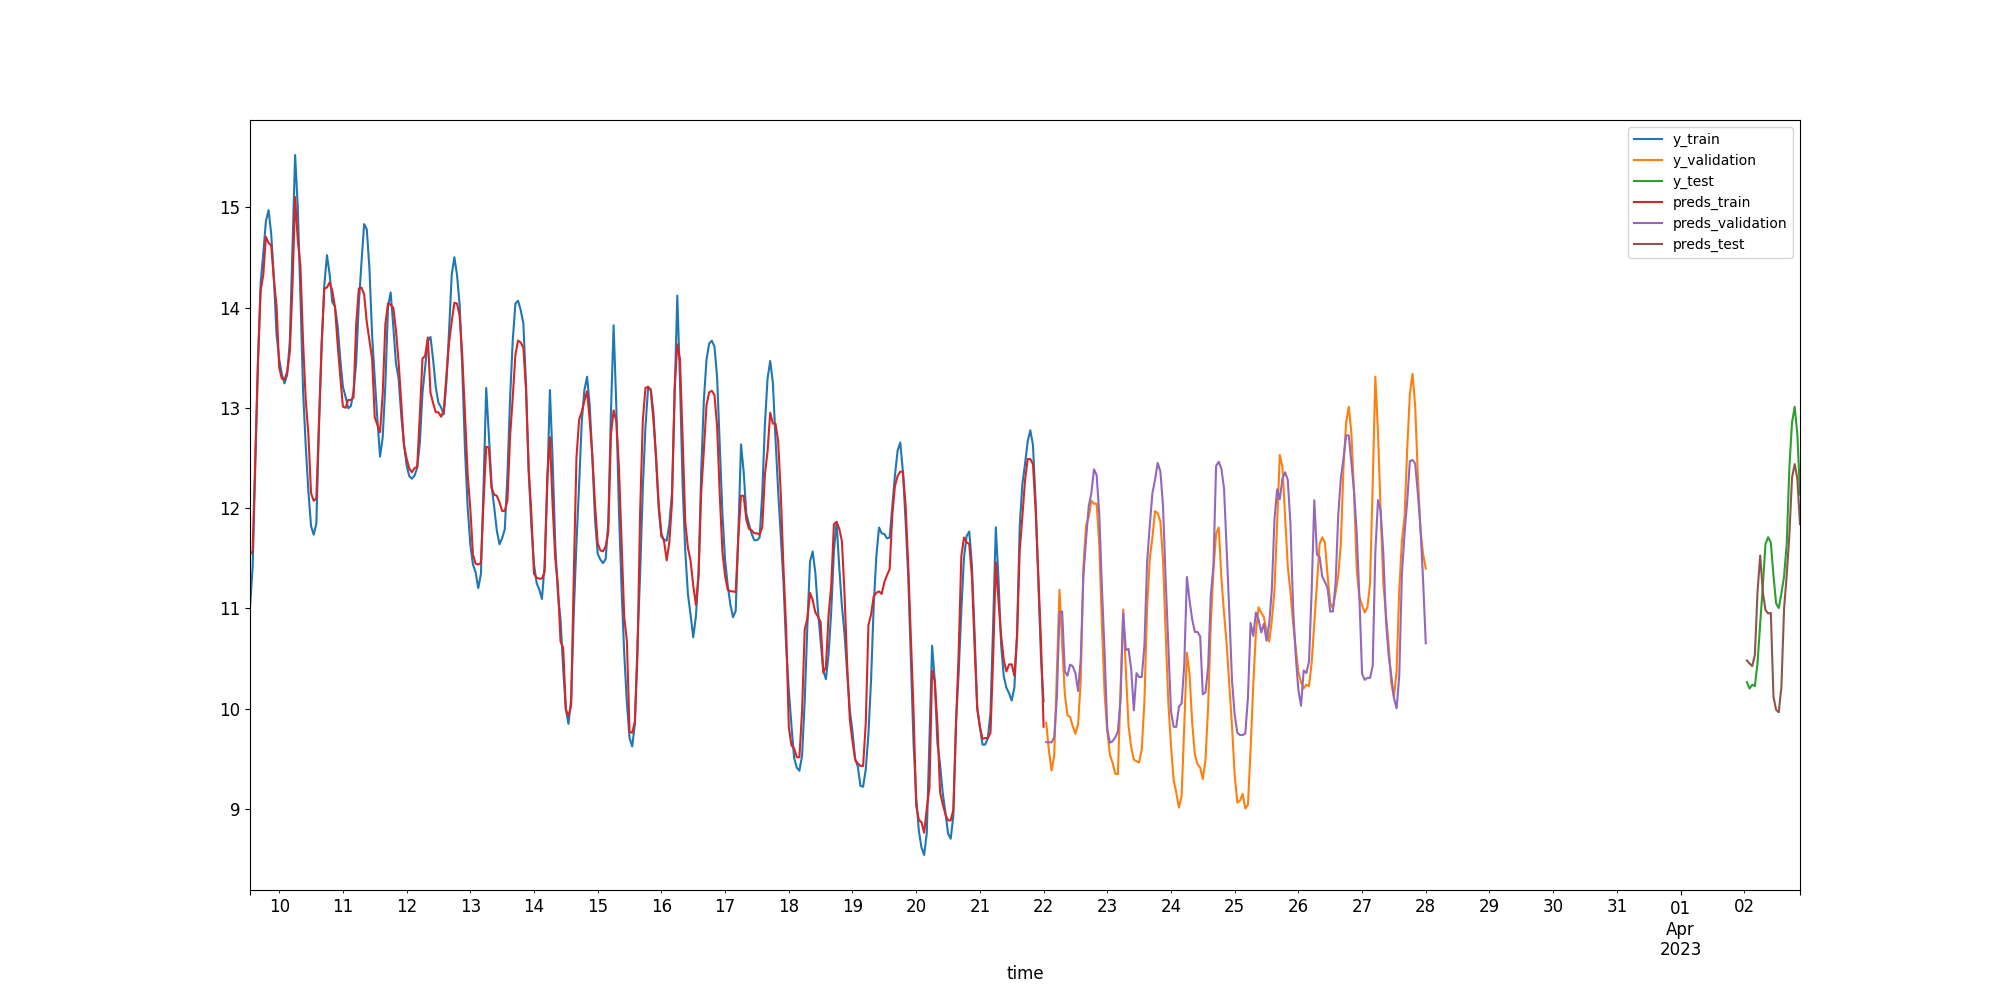 y_train
y_validation
y_test
preds_train
preds_validation
preds_test
15
14
13
12
11
10
9
10 11 12 13 14 15 16 17 18 19 20 21 22 23 24 25 26 27 28 29 30 31 01 02
Apr
2023
time